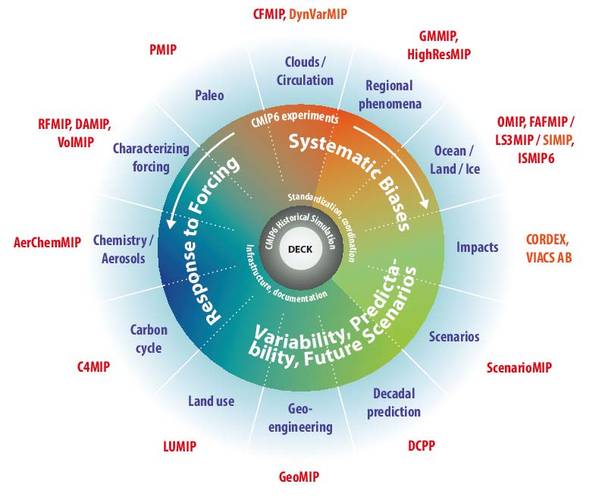 CFMIP, DynVarMIP
Clouds /
Circulation
GMMIP,
HighResMIP
Regional
phenomena
OMIP, FAFMIP /
LS3MIP / SIMIP,
ISMIP6
Ocean /
Land / Ice
CORDEX,
VIACS AB
Impacts
ScenarioMIP
Scenarios
DCPP
Decadal
prediction
GeoMIP
Geo-
engineering
LUMIP
Land use
C4MIP
Carbon
cycle
AerChemMIP
Chemistry /
Aerosols
RFMIP, DAMIP,
VolMIP
Characterizing
forcing
PMIP
Paleo
CMIP6 experiments
Systematic Biases
Variability, Predicta-
bility, Future Scenarios
Response to Forcing
Standardization, coordination
Infrastructure, documentation
CMIP6 Historical Simulation
DECK